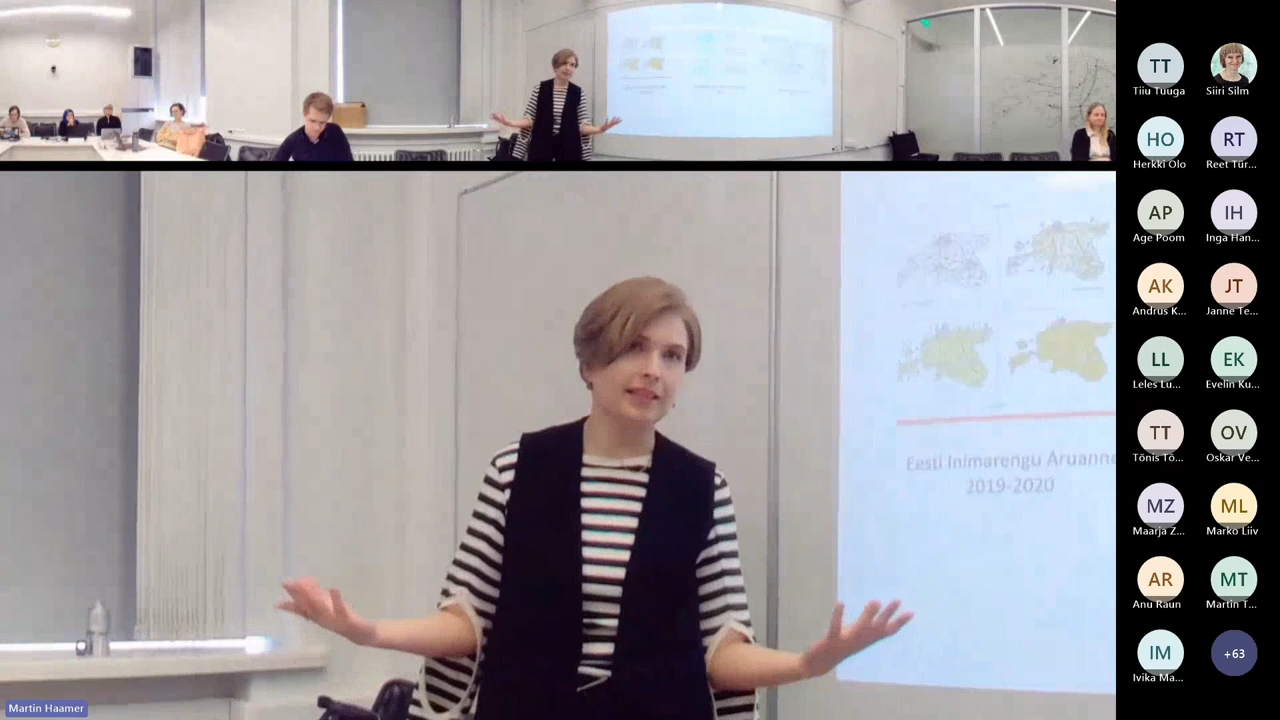 Eesti Inimarengu Aruanne
2019-2020
Martin Haamer
TT
Tiiu Tuuga
Siiri Silm
HO
Herkki Olo
RT
Reet Tür...
AP
Age Poom
IH
Inga Han...
AK
Andrus K...
JT
Janne Te...
LL
Leles Lu...
EK
Evelin Ku...
TT
Tõnis Tõ...
OV
Oskar Ve...
MZ
Maarja Z...
ML
Marko Liiv
AR
Anu Raun
MT
Martin T...
IM
Ivika Ma...
+63